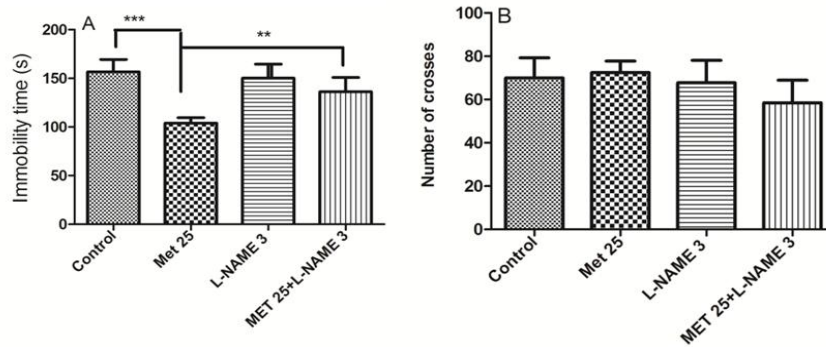 A
***
**
200
150
100
50
0
Immobility time (s)
Control
Met 25
L-NAME 3
MET 25+L-NAME 3
B
100
80
60
40
20
0
Number of crosses
Control
Met 25
L-NAME 3
MET 25+L-NAME 3